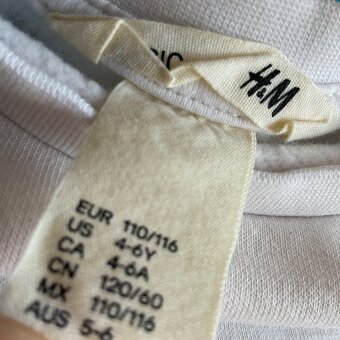 H&M
EUR 110/116
US 4-6Y
CA 4-6A
CN 120/60
MX 110/116
AUS 5-6